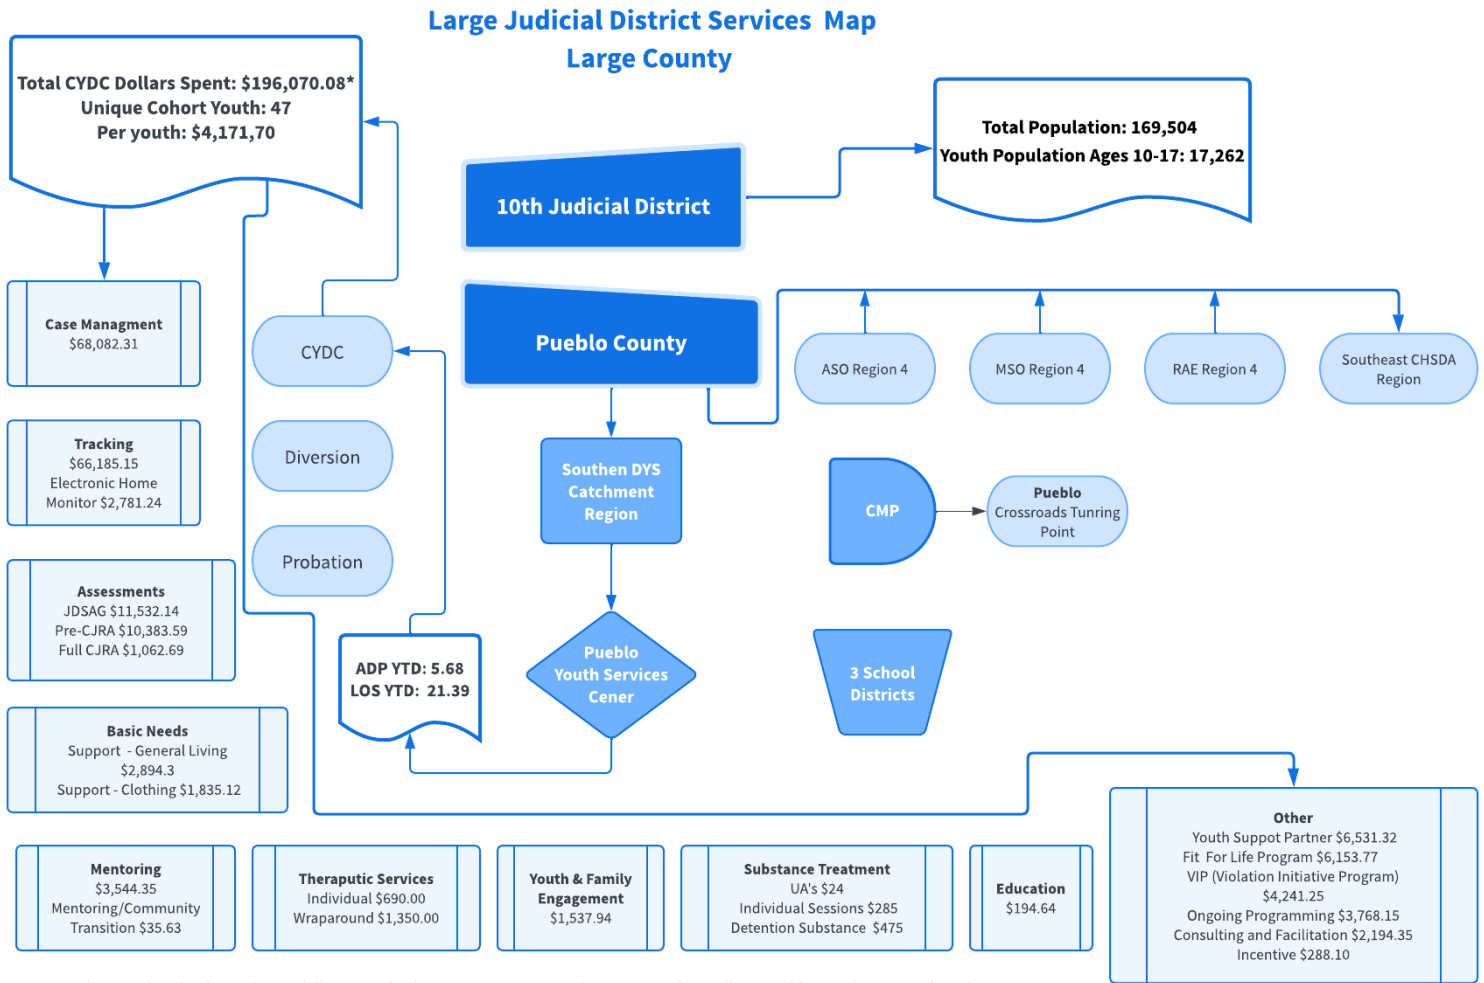 Large Judicial District Services Map
Large County
Total CYDC Dollars Spent: $196,070.08*
Unique Cohort Youth: 47
Per youth: $4,171,70
Total Population: 169,504
Youth Population Ages 10-17: 17,262
10th Judicial District
Pueblo County
Case Managment
$68,082.31
CYDC
ASO Region 4
MSO Region 4
RAE Region 4
Southeast CHSDA
Region
Tracking
$66,185.15
Electronic Home
Monitor $2,781.24
Diversion
Southen DYS
Catchment
Region
CMP
Pueblo
Crossroads Tunring
Point
Probation
Assessments
JDSAG $11,532.14
Pre-CJRA $10,383.59
Full CJRA $1,062.69
ADP YTD: 5.68
LOS YTD: 21.39
Pueblo
Youth Services
Cener
3 School
Districts
Basic Needs
Support - General Living
$2,894.3
Support - Clothing $1,835.12
Mentoring
$3,544.35
Mentoring/Community
Transition $35.63
Theraputic Services
Individual $690.00
Wraparound $1,350.00
Youth & Family
Engagement
$1,537.94
Substance Treatment
UA's $24
Individual Sessions $285
Detention Substance $475
Education
$194.64
Other
Youth Suppot Partner $6,531.32
Fit For Life Program $6,153.77
VIP (Violation Initiative Program)
$4,241.25
Ongoing Programming $3,768.15
Consulting and Facilitation $2,194.35
Incentive $288.10